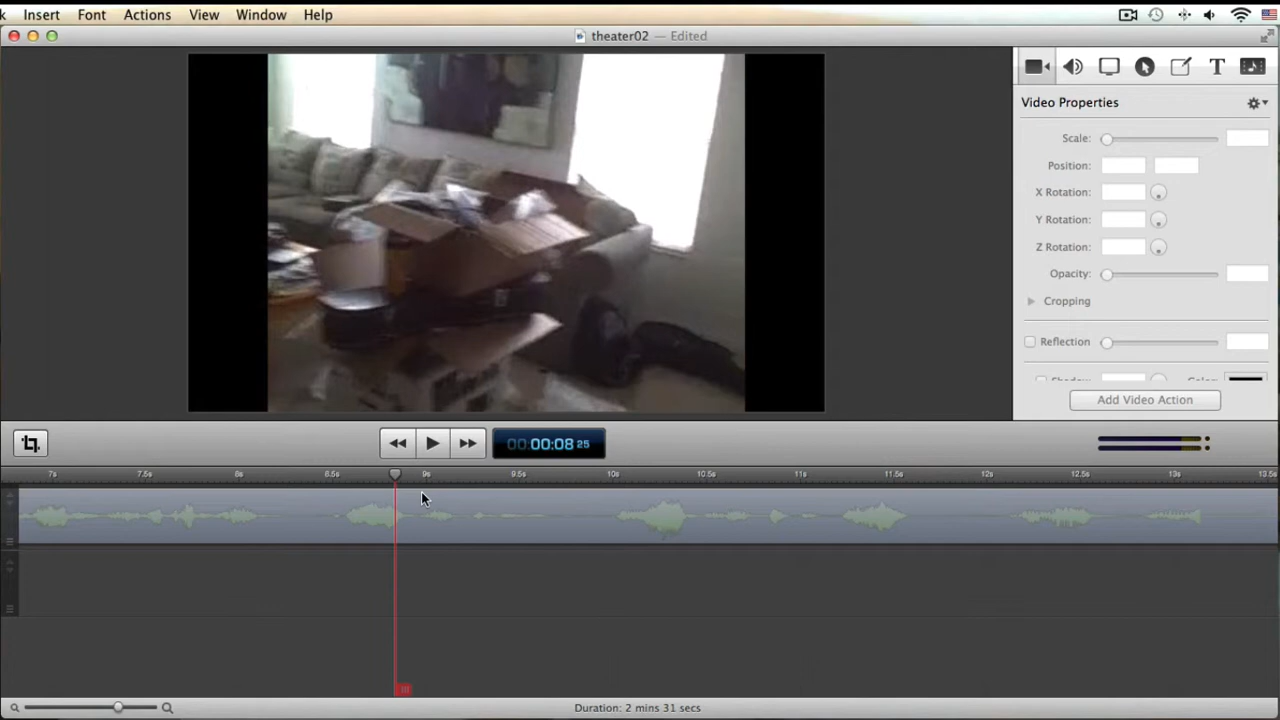 Insert Font Actions View Window Help
theater02 — Edited
Video Properties
Scale:
Position:
X Rotation:
Y Rotation:
Z Rotation:
Opacity:
Cropping
Reflection
Shadow Color:
Add Video Action
00:00:08 25
7s 7.5s 8s 8.5s 9s 9.5s 10s 10.5s 11s 11.5s 12s 12.5s 13s 13.5s
Duration: 2 mins 31 secs